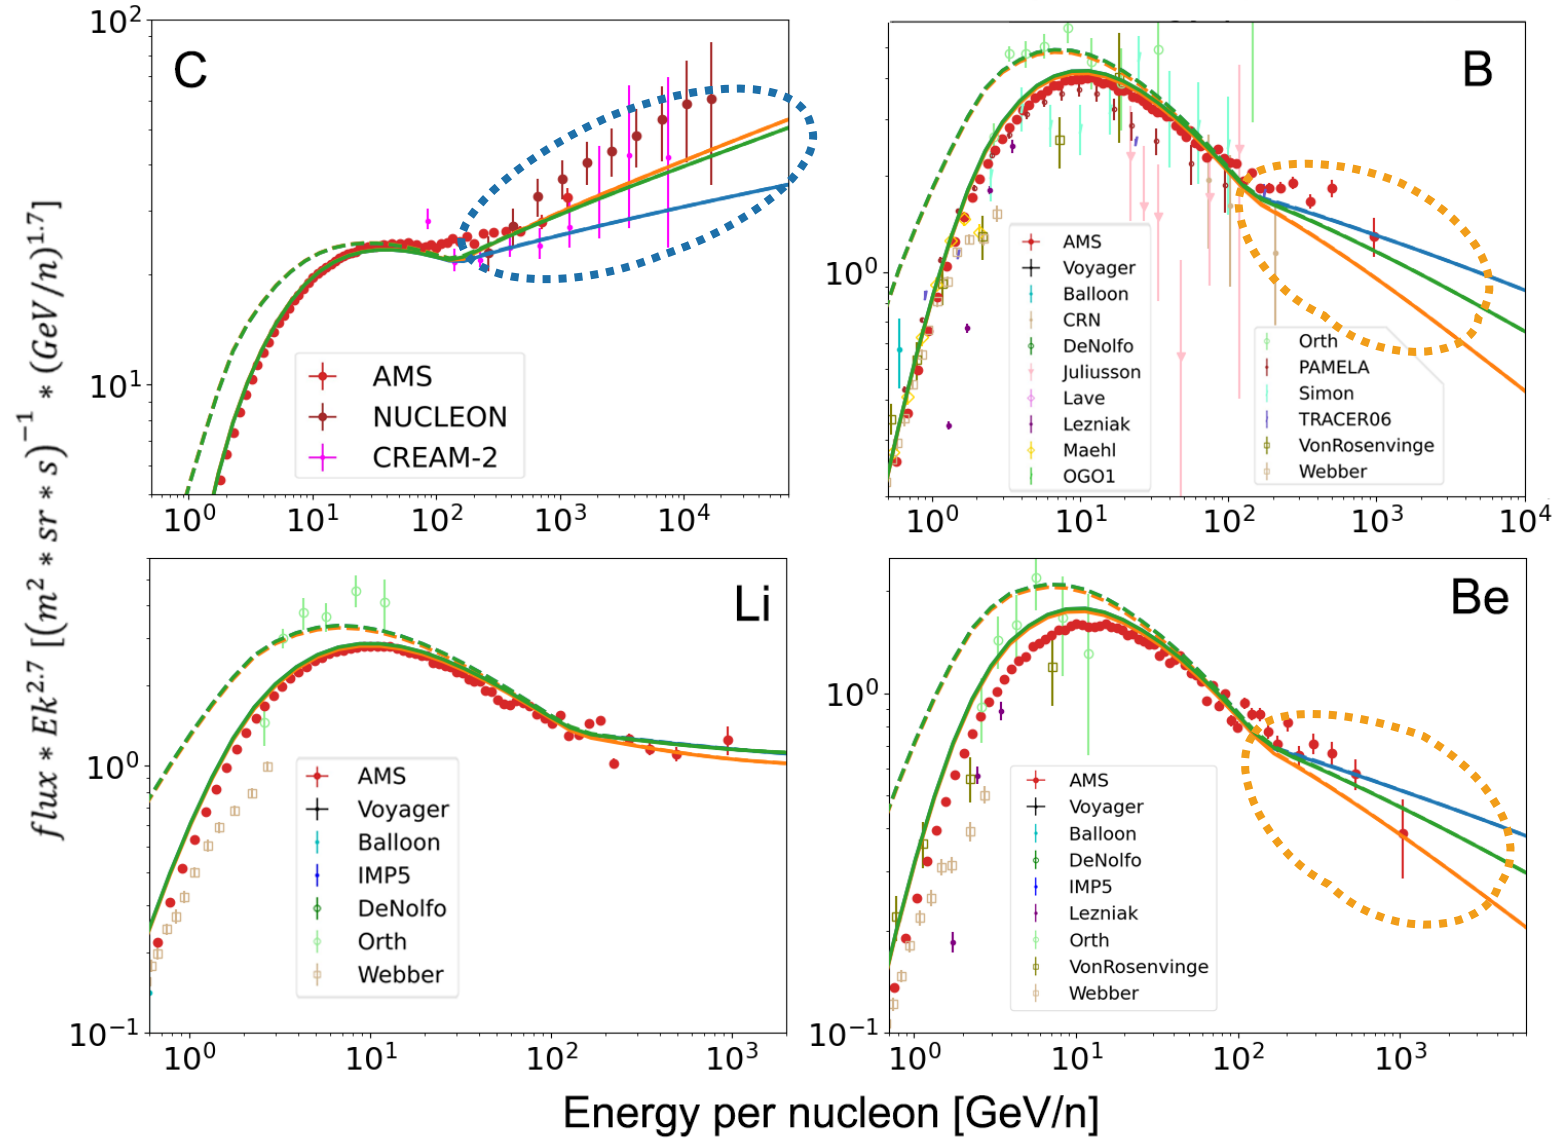 flux * Ek^2.7 [(m^2 * sr * s)^−1 * (GeV/n)^1.7]
C
10^2
10^1
AMS
NUCLEON
CREAM-2
10^0 10^1 10^2 10^3 10^4
B
10^0
AMS
Voyager
Balloon
CRN
DeNolfo
Juliusson
Lave
Lezniak
Maehl
OGO1
Orth
PAMELA
Simon
TRACER06
VonRosenvinge
Webber
10^0 10^1 10^2 10^3 10^4
Li
10^0
10^−1
AMS
Voyager
Balloon
IMP5
DeNolfo
Orth
Webber
10^0 10^1 10^2 10^3
Be
10^0
10^−1
AMS
Voyager
Balloon
DeNolfo
IMP5
Lezniak
Orth
VonRosenvinge
Webber
10^0 10^1 10^2 10^3
Energy per nucleon [GeV/n]